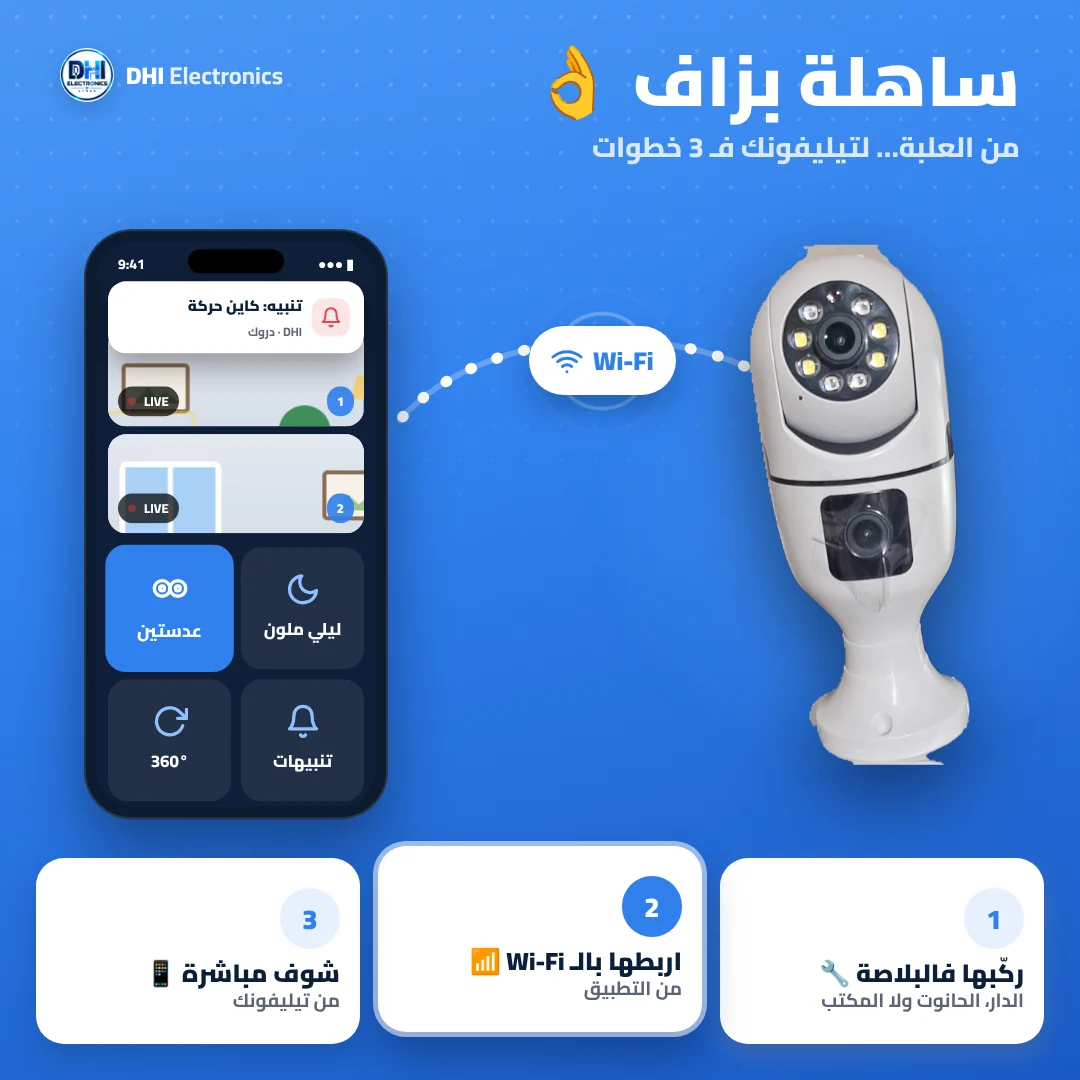 DHI Electronics
ساهلة بزاف 👌
من العلبة... لتيليفونك فـ 3 خطوات
9:41
تنبيه: كاين حركة
DHI · دروك
LIVE
1
LIVE
2
Wi-Fi
عدستين
ليلي ملون
360°
تنبيهات
1
ركّبها فالبلاصة 🔧
الدار، الحانوت ولا المكتب
2
اربطها بالـ Wi-Fi 📶
من التطبيق
3
شوف مباشرة 📱
من تيليفونك